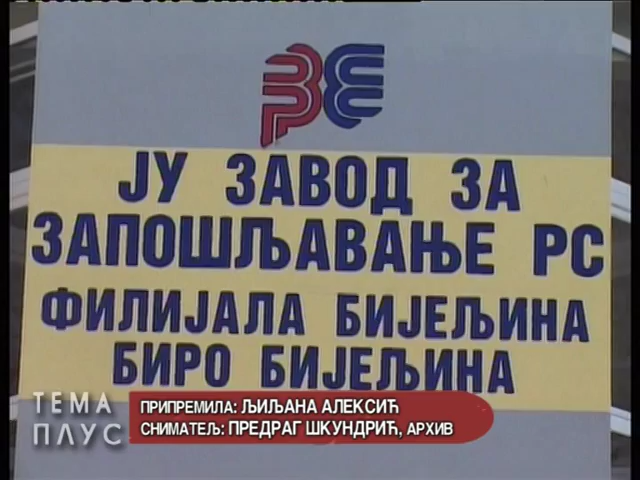 ЈУ ЗАВОД ЗА
ЗАПОШЉАВАЊЕ РС
ФИЛИЈАЛА БИЈЕЉИНА
БИРО БИЈЕЉИНА
ТЕМА
ПЛУС
ПРИПРЕМИЛА: ЉИЉАНА АЛЕКСИЋ
СНИМАТЕЉ: ПРЕДРАГ ШКУНДРИЋ, АРХИВ